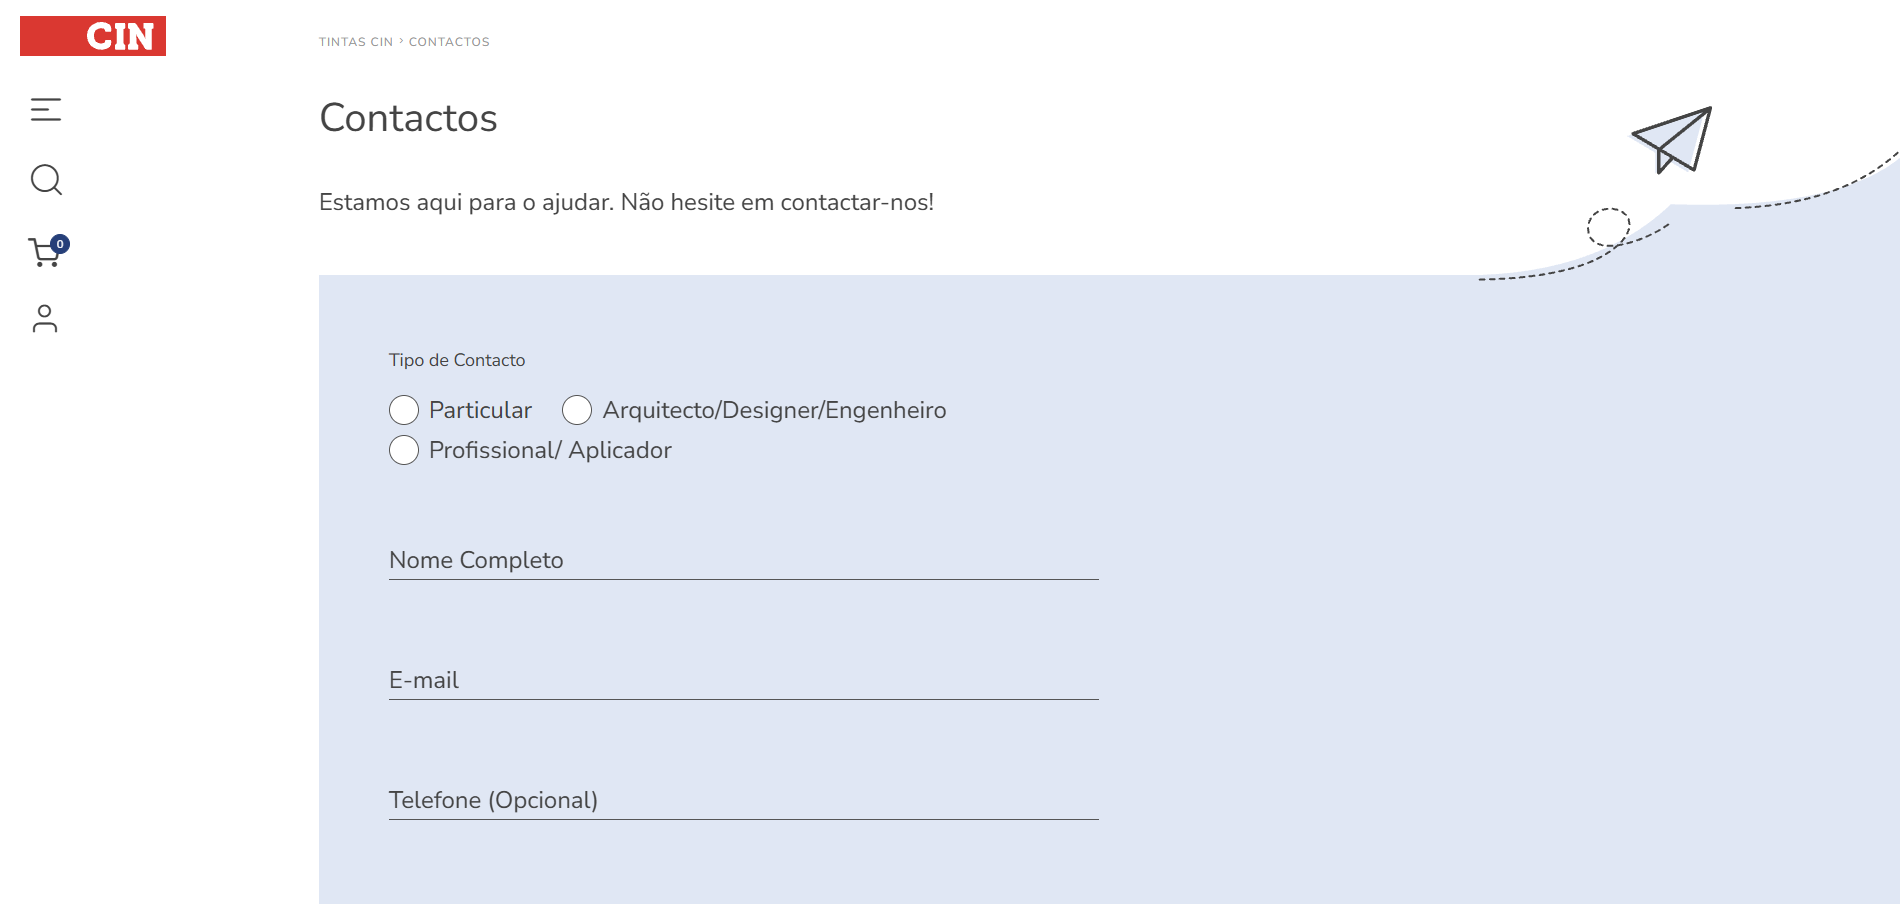 CIN
TINTAS CIN > CONTACTOS
Contactos
0
Estamos aqui para o ajudar. Não hesite em contactar-nos!
Tipo de Contacto
Particular Arquitecto/Designer/Engenheiro
Profissional/ Aplicador
Nome Completo
E-mail
Telefone (Opcional)